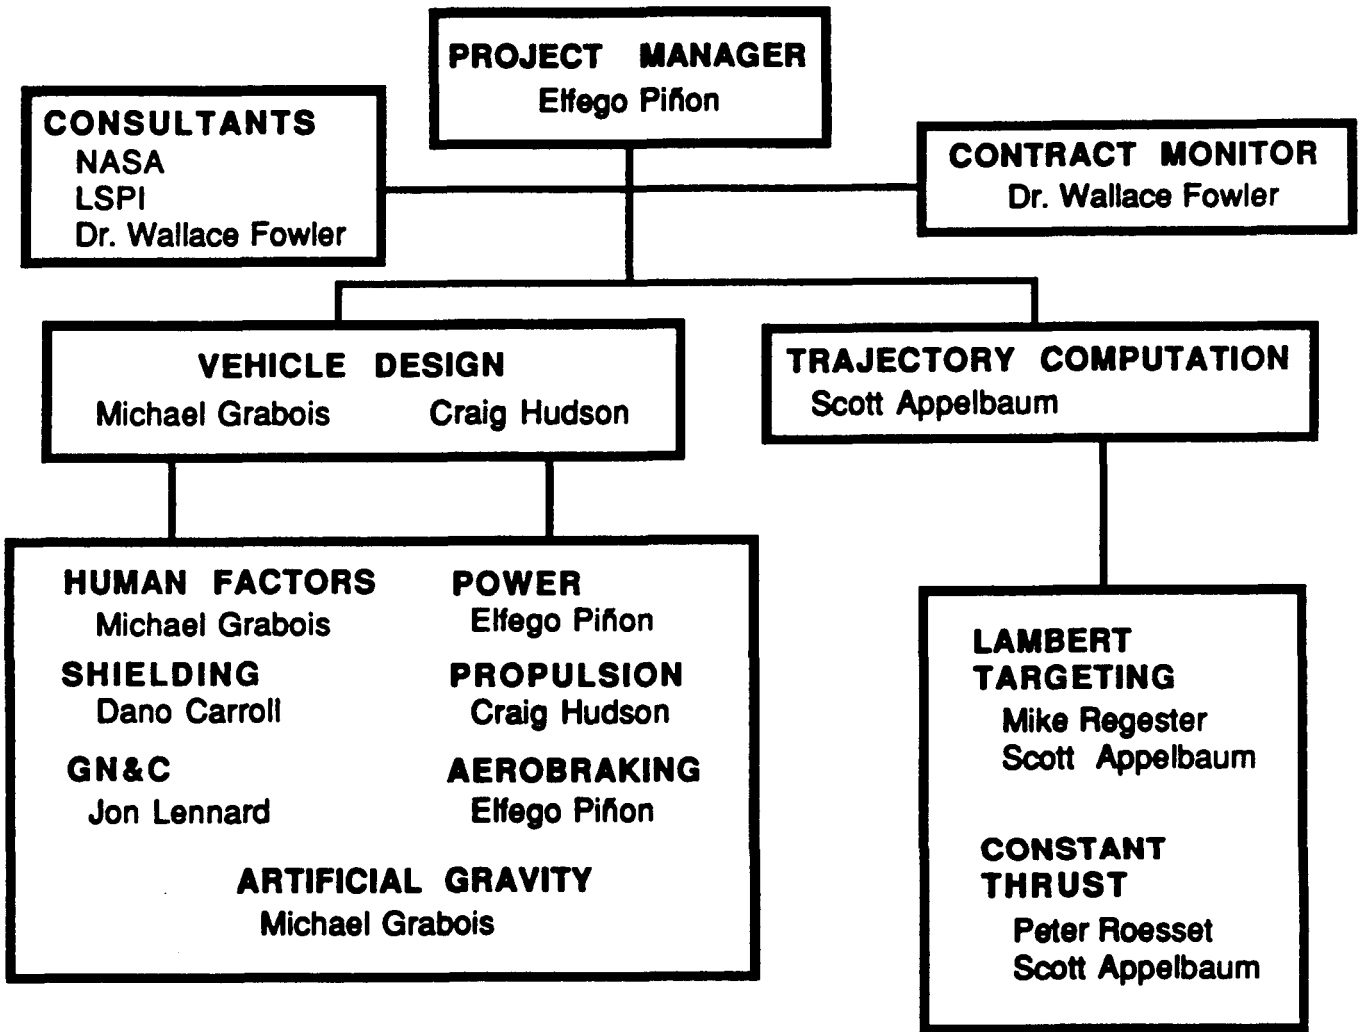 PROJECT MANAGER
Elfego Piñon
CONSULTANTS
NASA
LSPI
Dr. Wallace Fowler
CONTRACT MONITOR
Dr. Wallace Fowler
VEHICLE DESIGN
Michael Grabois Craig Hudson
TRAJECTORY COMPUTATION
Scott Appelbaum
HUMAN FACTORS
Michael Grabois
POWER
Elfego Piñon
SHIELDING
Dano Carroll
PROPULSION
Craig Hudson
GN&C
Jon Lennard
AEROBRAKING
Elfego Piñon
ARTIFICIAL GRAVITY
Michael Grabois
LAMBERT
TARGETING
Mike Regester
Scott Appelbaum
CONSTANT
THRUST
Peter Roesset
Scott Appelbaum